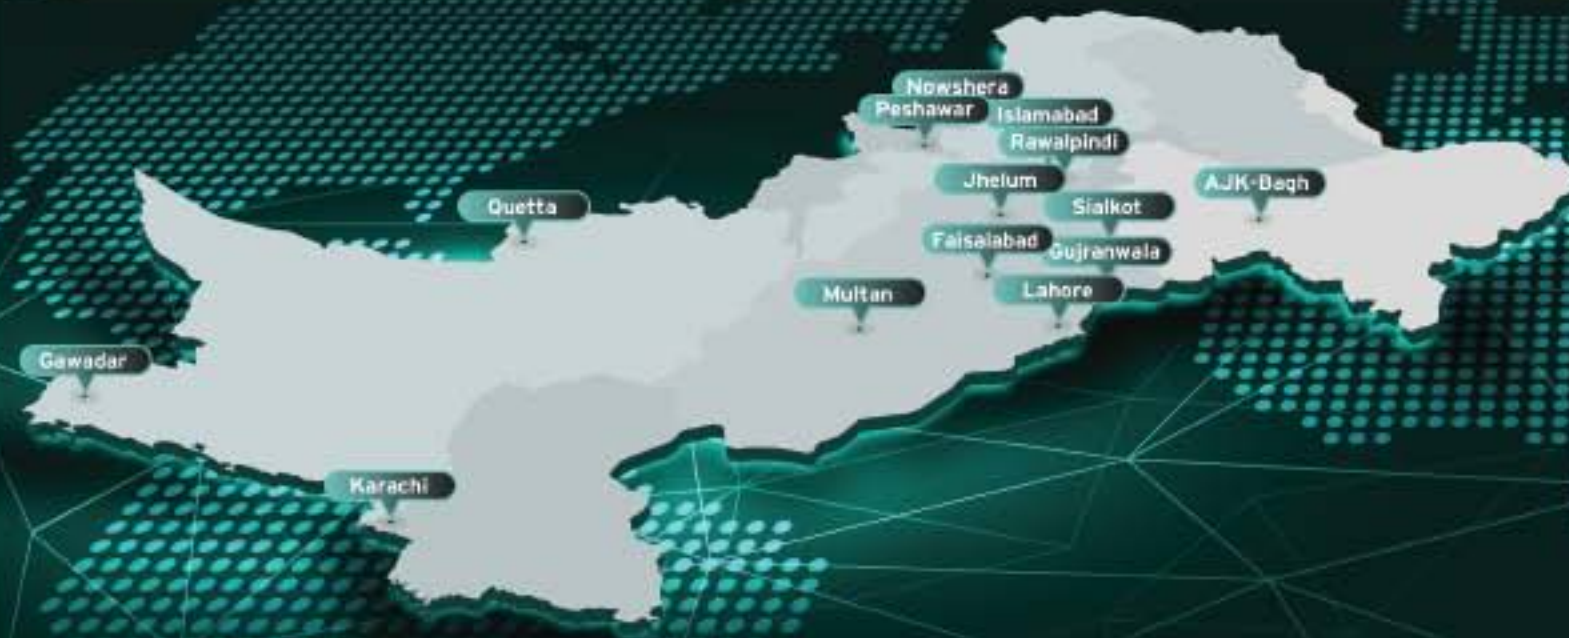 Nowshera
Peshawar
Islamabad
Rawalpindi
Jhelum
AJK-Bagh
Quetta
Sialkot
Faisalabad
Gujranwala
Multan
Lahore
Gawadar
Karachi